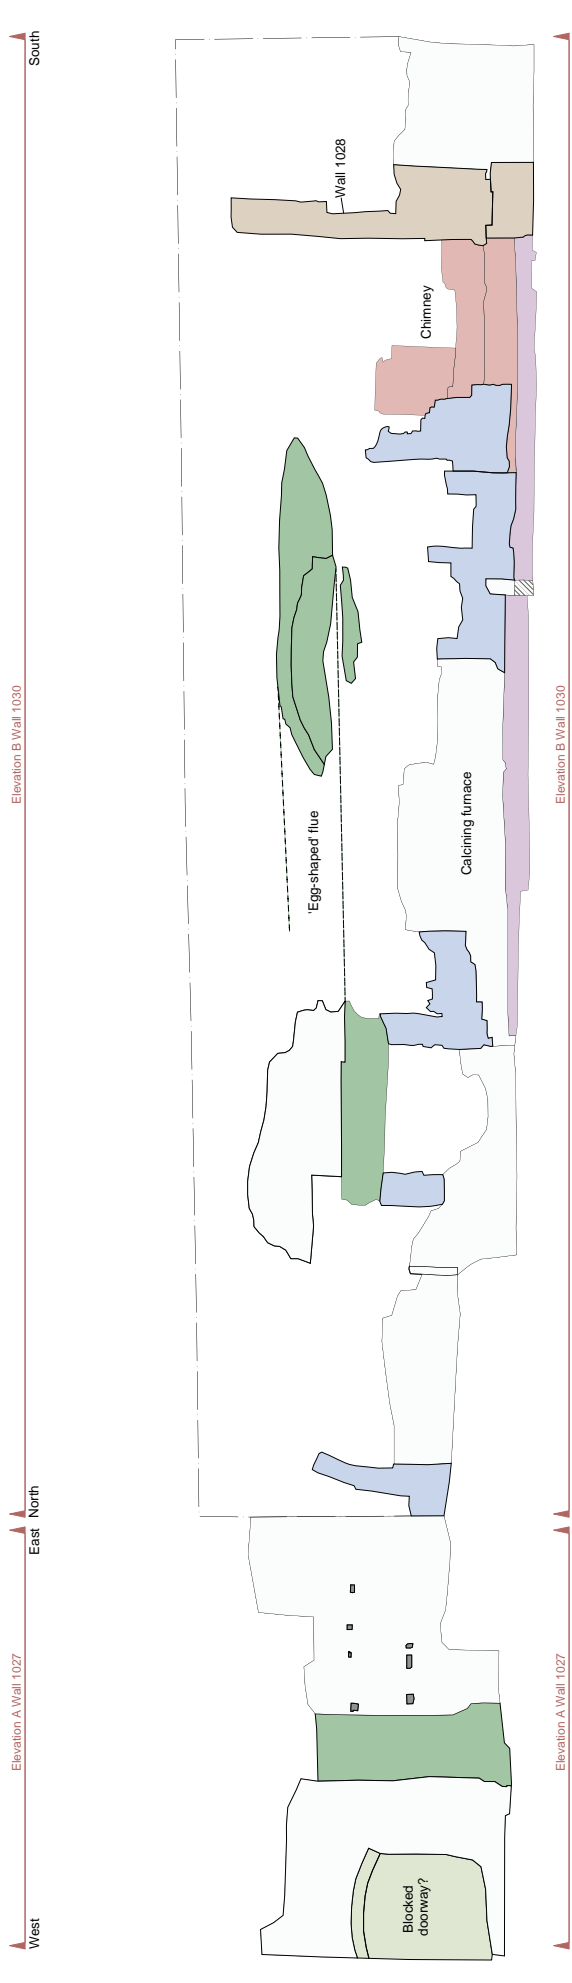 West
Elevation A Wall 1027
East
North
Elevation B Wall 1030
South
Blocked
doorway?
'Egg-shaped' flue
Calcining furnace
Chimney
Wall 1028
Elevation A Wall 1027
Elevation B Wall 1030